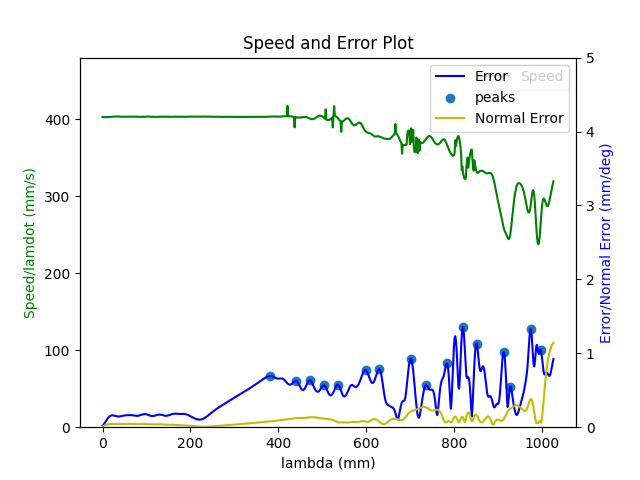 Speed and Error Plot
Speed/lamdot (mm/s)
400
300
200
100
0
0
200
400
600
800
1000
lambda (mm)
5
4
3
2
1
0
Error/Normal Error (mm/deg)
Error
Speed
peaks
Normal Error